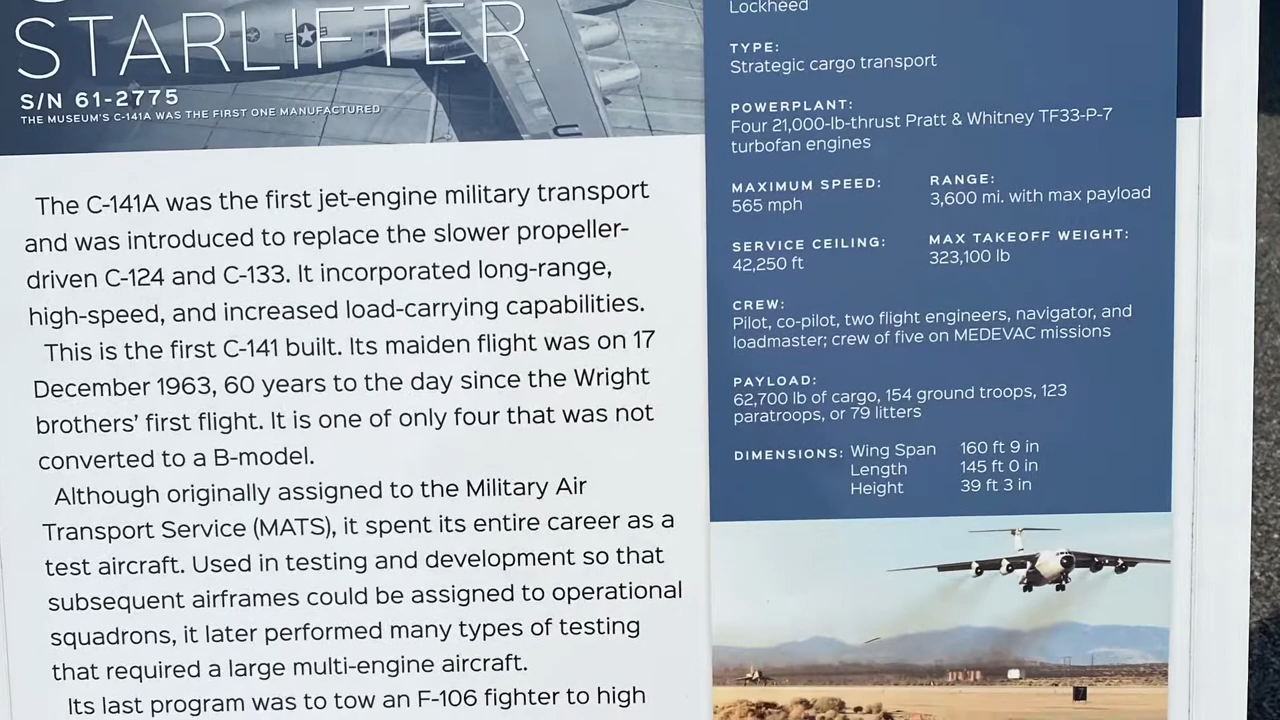 STARLIFTER
S/N 61-2775
THE MUSEUM'S C-141A WAS THE FIRST ONE MANUFACTURED
The C-141A was the first jet-engine military transport
and was introduced to replace the slower propeller-
driven C-124 and C-133. It incorporated long-range,
high-speed, and increased load-carrying capabilities.
This is the first C-141 built. Its maiden flight was on 17
December 1963, 60 years to the day since the Wright
brothers' first flight. It is one of only four that was not
converted to a B-model.
Although originally assigned to the Military Air
Transport Service (MATS), it spent its entire career as a
test aircraft. Used in testing and development so that
subsequent airframes could be assigned to operational
squadrons, it later performed many types of testing
that required a large multi-engine aircraft.
Its last program was to tow an F-106 fighter to high
Lockheed
TYPE:
Strategic cargo transport
POWERPLANT:
Four 21,000-lb-thrust Pratt & Whitney TF33-P-7
turbofan engines
MAXIMUM SPEED:
565 mph
RANGE:
3,600 mi. with max payload
SERVICE CEILING:
42,250 ft
MAX TAKEOFF WEIGHT:
323,100 lb
CREW:
Pilot, co-pilot, two flight engineers, navigator, and
loadmaster; crew of five on MEDEVAC missions
PAYLOAD:
62,700 lb of cargo, 154 ground troops, 123
paratroops, or 79 litters
DIMENSIONS: Wing Span 160 ft 9 in
Length 145 ft 0 in
Height 39 ft 3 in
7